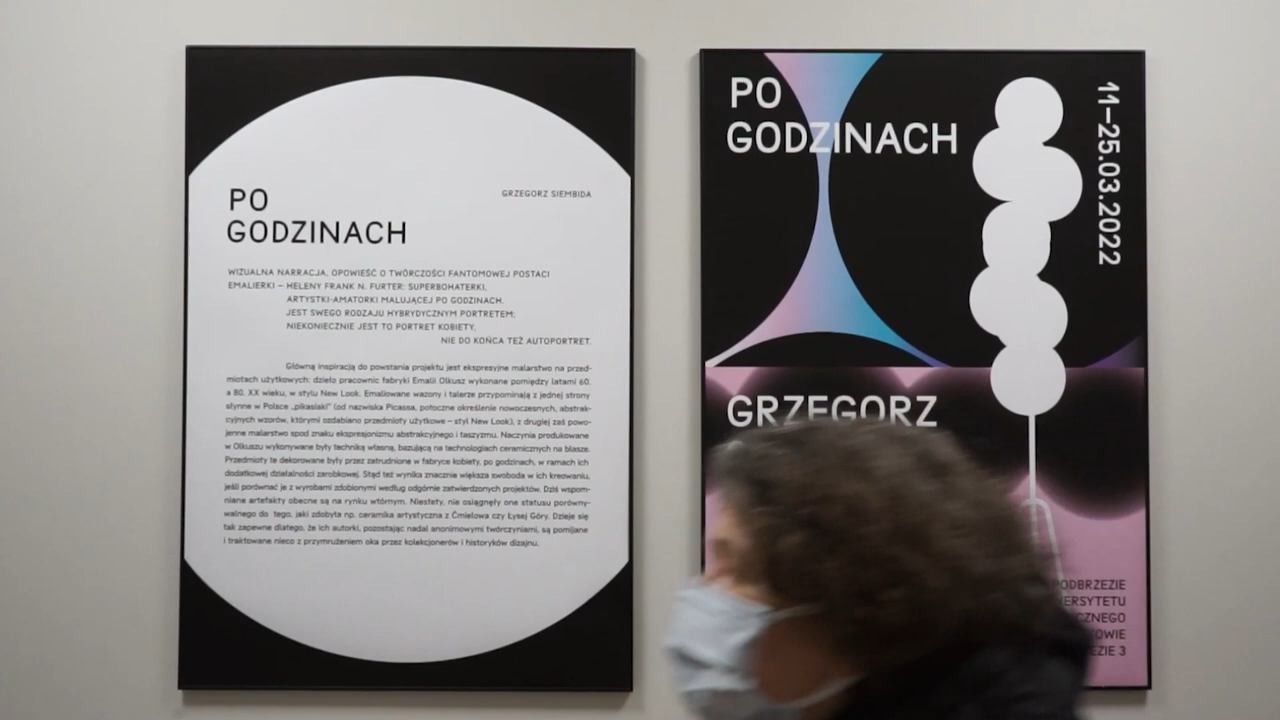 PO
GODZINACH
GRZEGORZ SIEMBIDA
WIZUALNA NARRACJA, OPOWIEŚĆ O TWÓRCZOŚCI FANTOMOWEJ POSTACI
EMALIERKI – HELENY FRANK N. FURTER: SUPERBOHATERKI,
ARTYSTKI-AMATORKI MALUJĄCEJ PO GODZINACH.
JEST SWEGO RODZAJU HYBRYDYCZNYM PORTRETEM;
NIEKONIECZNIE JEST TO PORTRET KOBIETY,
NIE DO KOŃCA TEŻ AUTOPORTRET.
Główną inspiracją do powstania projektu jest ekspresyjne malarstwo na przed-
miotach użytkowych: dzieło pracownic fabryki Emalii Olkusz wykonane pomiędzy latami 60.
a 80. XX wieku, w stylu New Look. Emaliowane wazony i talerze przypominają z jednej strony
słynne w Polsce „pikasiaki" (od nazwiska Picassa, potoczne określenie nowoczesnych, abstrak-
cyjnych wzorów, którymi ozdabiano przedmioty użytkowe – styl New Look), z drugiej zaś powo-
jenne malarstwo spod znaku ekspresjonizmu abstrakcyjnego i taszyzmu. Naczynia produkowane
w Olkuszu wykonywane były techniką własną, bazującą na technologiach ceramicznych na blasze.
Przedmioty te dekorowane były przez zatrudnione w fabryce kobiety, po godzinach, w ramach ich
dodatkowej działalności zarobkowej. Stąd też wynika znacznie większa swoboda w ich kreowaniu,
jeśli porównać je z wyrobami zdobionymi według odgórnie zatwierdzonych projektów. Dziś wspom-
niane artefakty obecne są na rynku wtórnym. Niestety, nie osiągnęły one statusu porówny-
walnego do tego, jaki zdobyła np. ceramika artystyczna z Ćmielowa czy Łysej Góry. Dzieje się
tak zapewne dlatego, że ich autorki, pozostając nadal anonimowymi twórczyniami, są pomijane
i traktowane nieco z przymrużeniem oka przez kolekcjonerów i historyków dizajnu.
PO
GODZINACH
11–25.03.2022
GRZEGORZ
PODBRZEZIE
ERSYTETU
CZNEGO
OWIE
EZIE 3